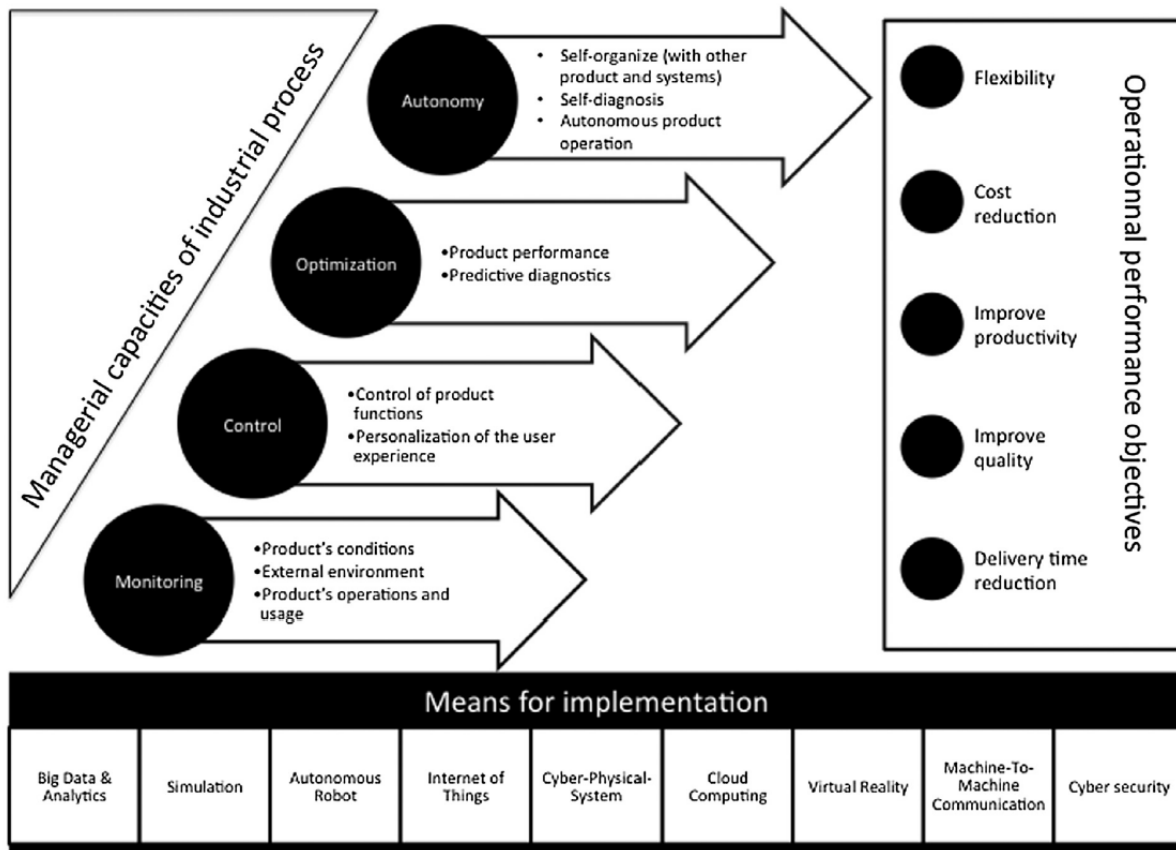 Managerial capacities of industrial process
Autonomy
• Self-organize (with other
product and systems)
• Self-diagnosis
• Autonomous product
operation
Optimization
•Product performance
•Predictive diagnostics
Control
•Control of product
functions
•Personalization of the user
experience
Monitoring
•Product's conditions
•External environment
•Product's operations and
usage
Operationnal performance objectives
Flexibility
Cost
reduction
Improve
productivity
Improve
quality
Delivery time
reduction
Means for implementation
Big Data &
Analytics
Simulation
Autonomous
Robot
Internet of
Things
Cyber-Physical-
System
Cloud
Computing
Virtual Reality
Machine-To-
Machine
Communication
Cyber security